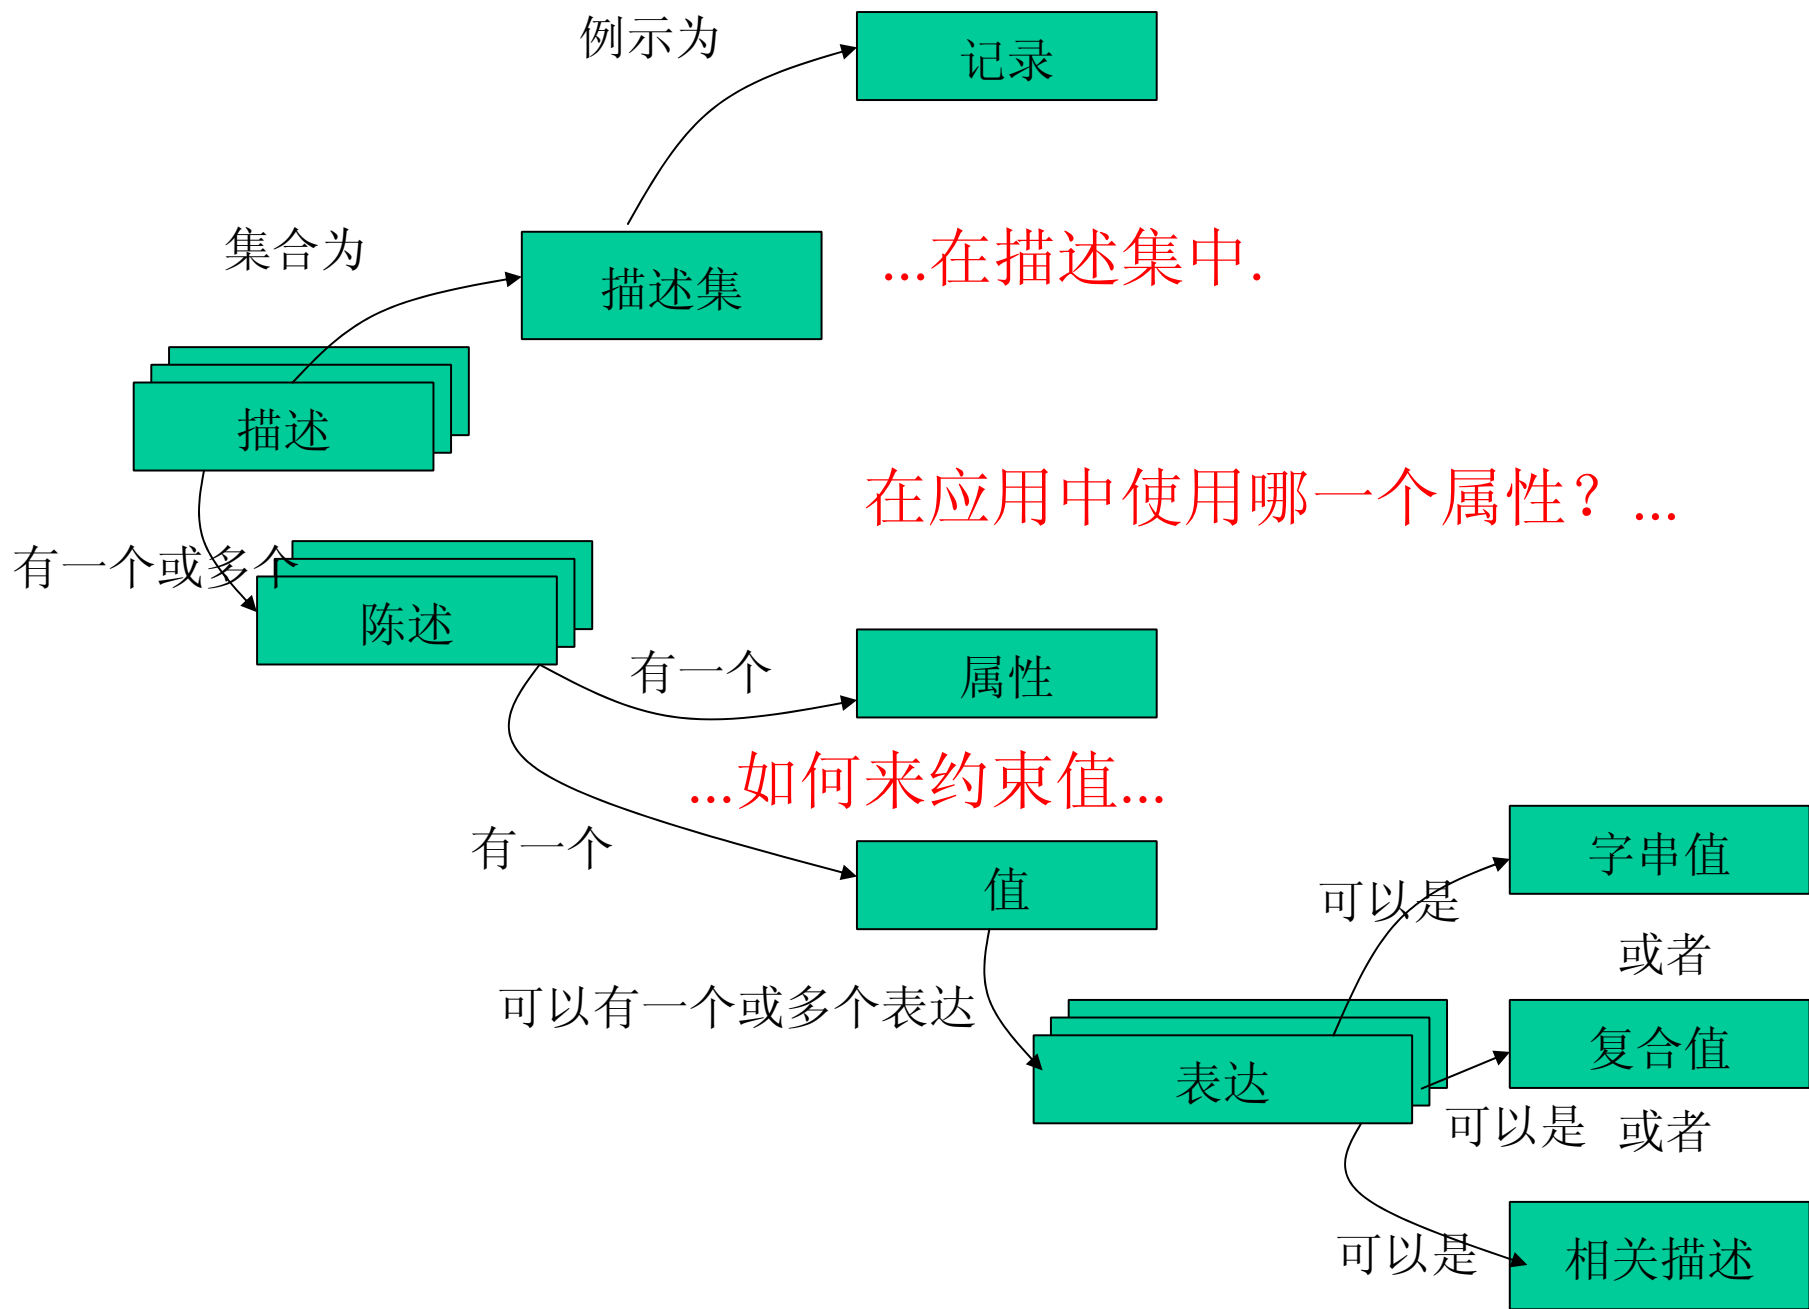 例示为
记录
集合为
描述集
...在描述集中.
描述
在应用中使用哪一个属性？...
有一个或多个
陈述
有一个
属性
...如何来约束值...
有一个
值
字串值
可以是
或者
可以有一个或多个表达
复合值
表达
可以是
或者
可以是
相关描述